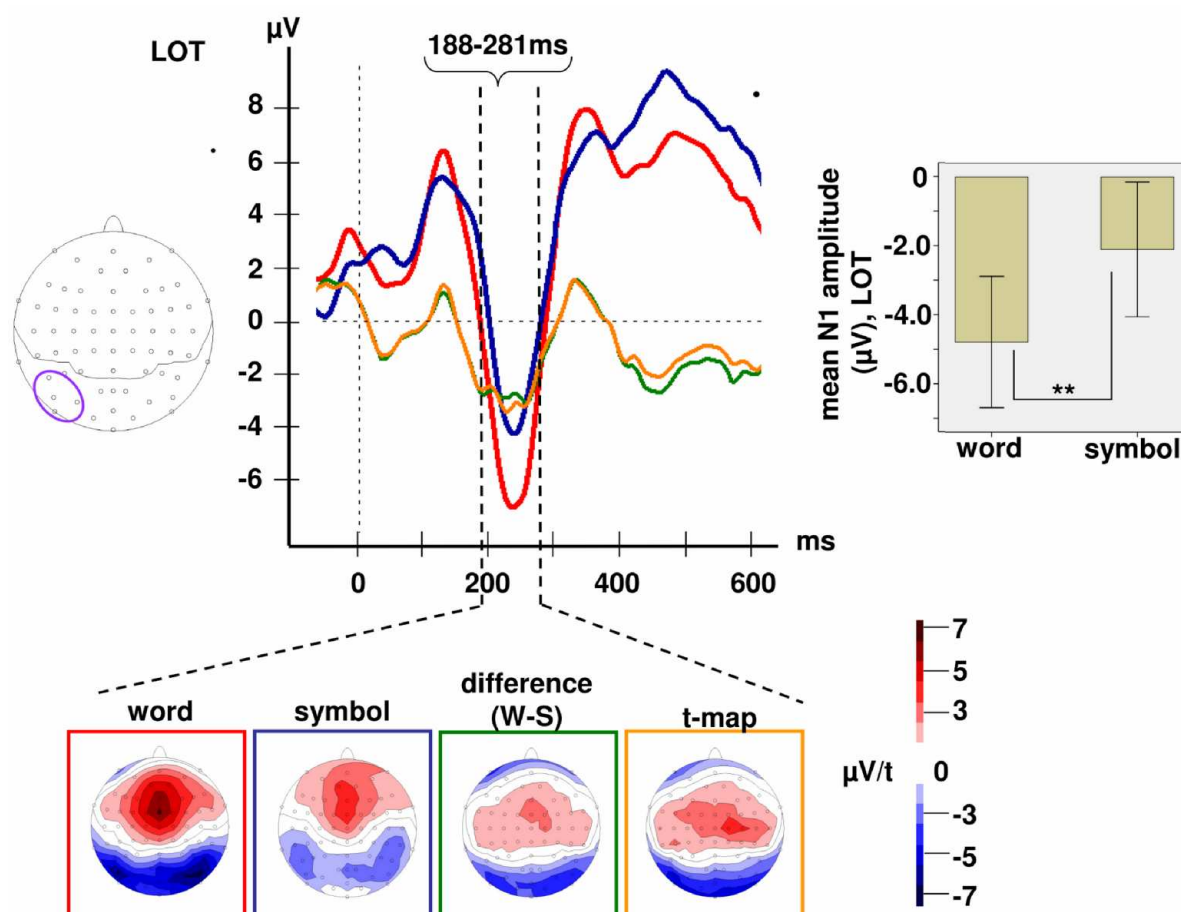 LOT
µV
188-281ms
8
6
4
2
0
-2
-4
-6
ms
0 200 400 600
mean N1 amplitude
(µV), LOT
0
-2.0
-4.0
-6.0
**
word symbol
word symbol difference
(W-S) t-map
7
5
3
µV/t 0
-3
-5
-7